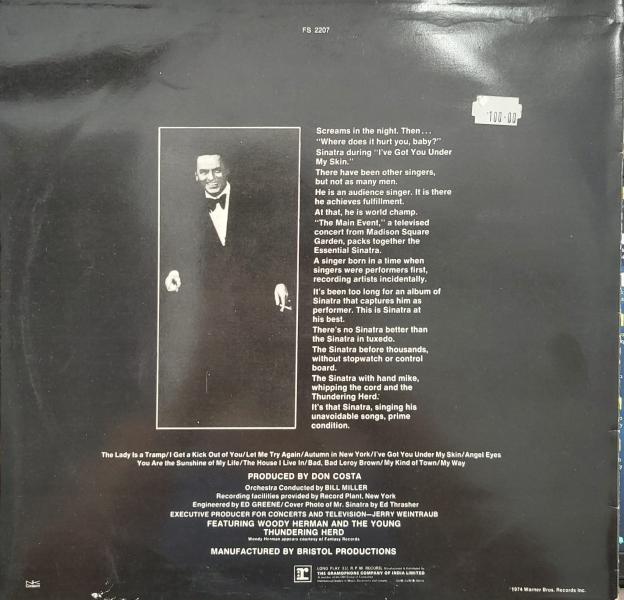 FS 2207
100.00
Screams in the night. Then...
"Where does it hurt you, baby?"
Sinatra during "I've Got You Under
My Skin."
There have been other singers,
but not as many men.
He is an audience singer. It is there
he achieves fulfillment.
At that, he is world champ.
"The Main Event," a televised
concert from Madison Square
Garden, packs together the
Essential Sinatra.
A singer born in a time when
singers were performers first,
recording artists incidentally.
It's been too long for an album of
Sinatra that captures him as
performer. This is Sinatra at
his best.
There's no Sinatra better than
the Sinatra in tuxedo.
The Sinatra before thousands,
without stopwatch or control
board.
The Sinatra with hand mike,
whipping the cord and the
Thundering Herd.
It's that Sinatra, singing his
unavoidable songs, prime
condition.
The Lady Is a Tramp/I Get a Kick Out of You/Let Me Try Again/Autumn in New York/I've Got You Under My Skin/Angel Eyes
You Are the Sunshine of My Life/The House I Live In/Bad, Bad Leroy Brown/My Kind of Town/My Way
PRODUCED BY DON COSTA
Orchestra Conducted by BILL MILLER
Recording facilities provided by Record Plant, New York
Engineered by ED GREENE/Cover Photo of Mr. Sinatra by Ed Thrasher
EXECUTIVE PRODUCER FOR CONCERTS AND TELEVISION—JERRY WEINTRAUB
FEATURING WOODY HERMAN AND THE YOUNG
THUNDERING HERD
Woody Herman appears courtesy of Fantasy Records
MANUFACTURED BY BRISTOL PRODUCTIONS
LONG PLAY 33⅓ R P M RECORD, Manufactured & distributed by
THE GRAMOPHONE COMPANY OF INDIA LIMITED
1974 Warner Bros. Records Inc.